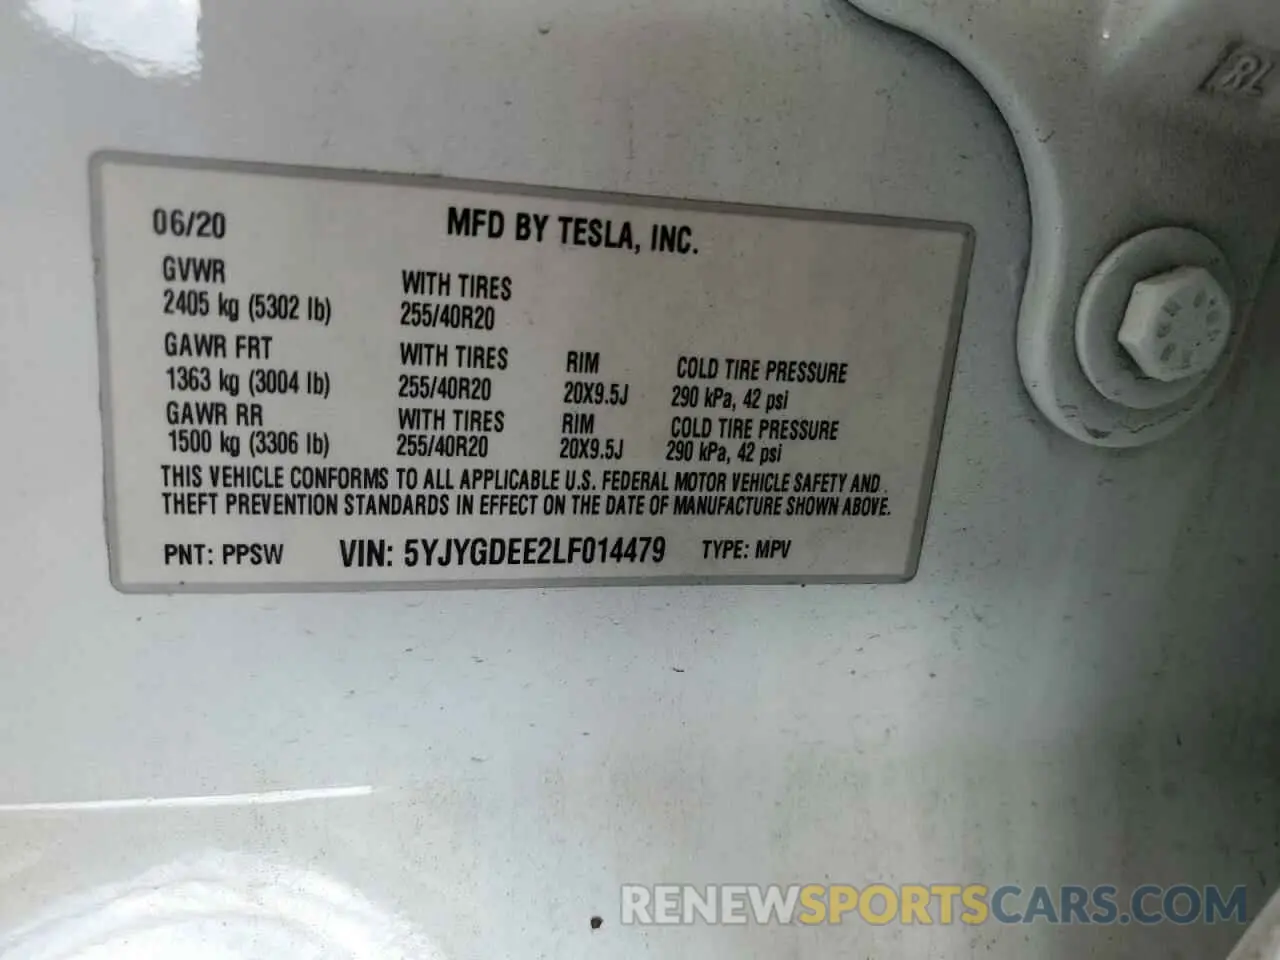 06/20 MFD BY TESLA, INC.
GVWR WITH TIRES
2405 kg (5302 lb) 255/40R20
GAWR FRT WITH TIRES RIM COLD TIRE PRESSURE
1363 kg (3004 lb) 255/40R20 20X9.5J 290 kPa, 42 psi
GAWR RR WITH TIRES RIM COLD TIRE PRESSURE
1500 kg (3306 lb) 255/40R20 20X9.5J 290 kPa, 42 psi
THIS VEHICLE CONFORMS TO ALL APPLICABLE U.S. FEDERAL MOTOR VEHICLE SAFETY AND
THEFT PREVENTION STANDARDS IN EFFECT ON THE DATE OF MANUFACTURE SHOWN ABOVE.
PNT: PPSW VIN: 5YJYGDEE2LF014479 TYPE: MPV
RENEWSPORTSCARS.COM